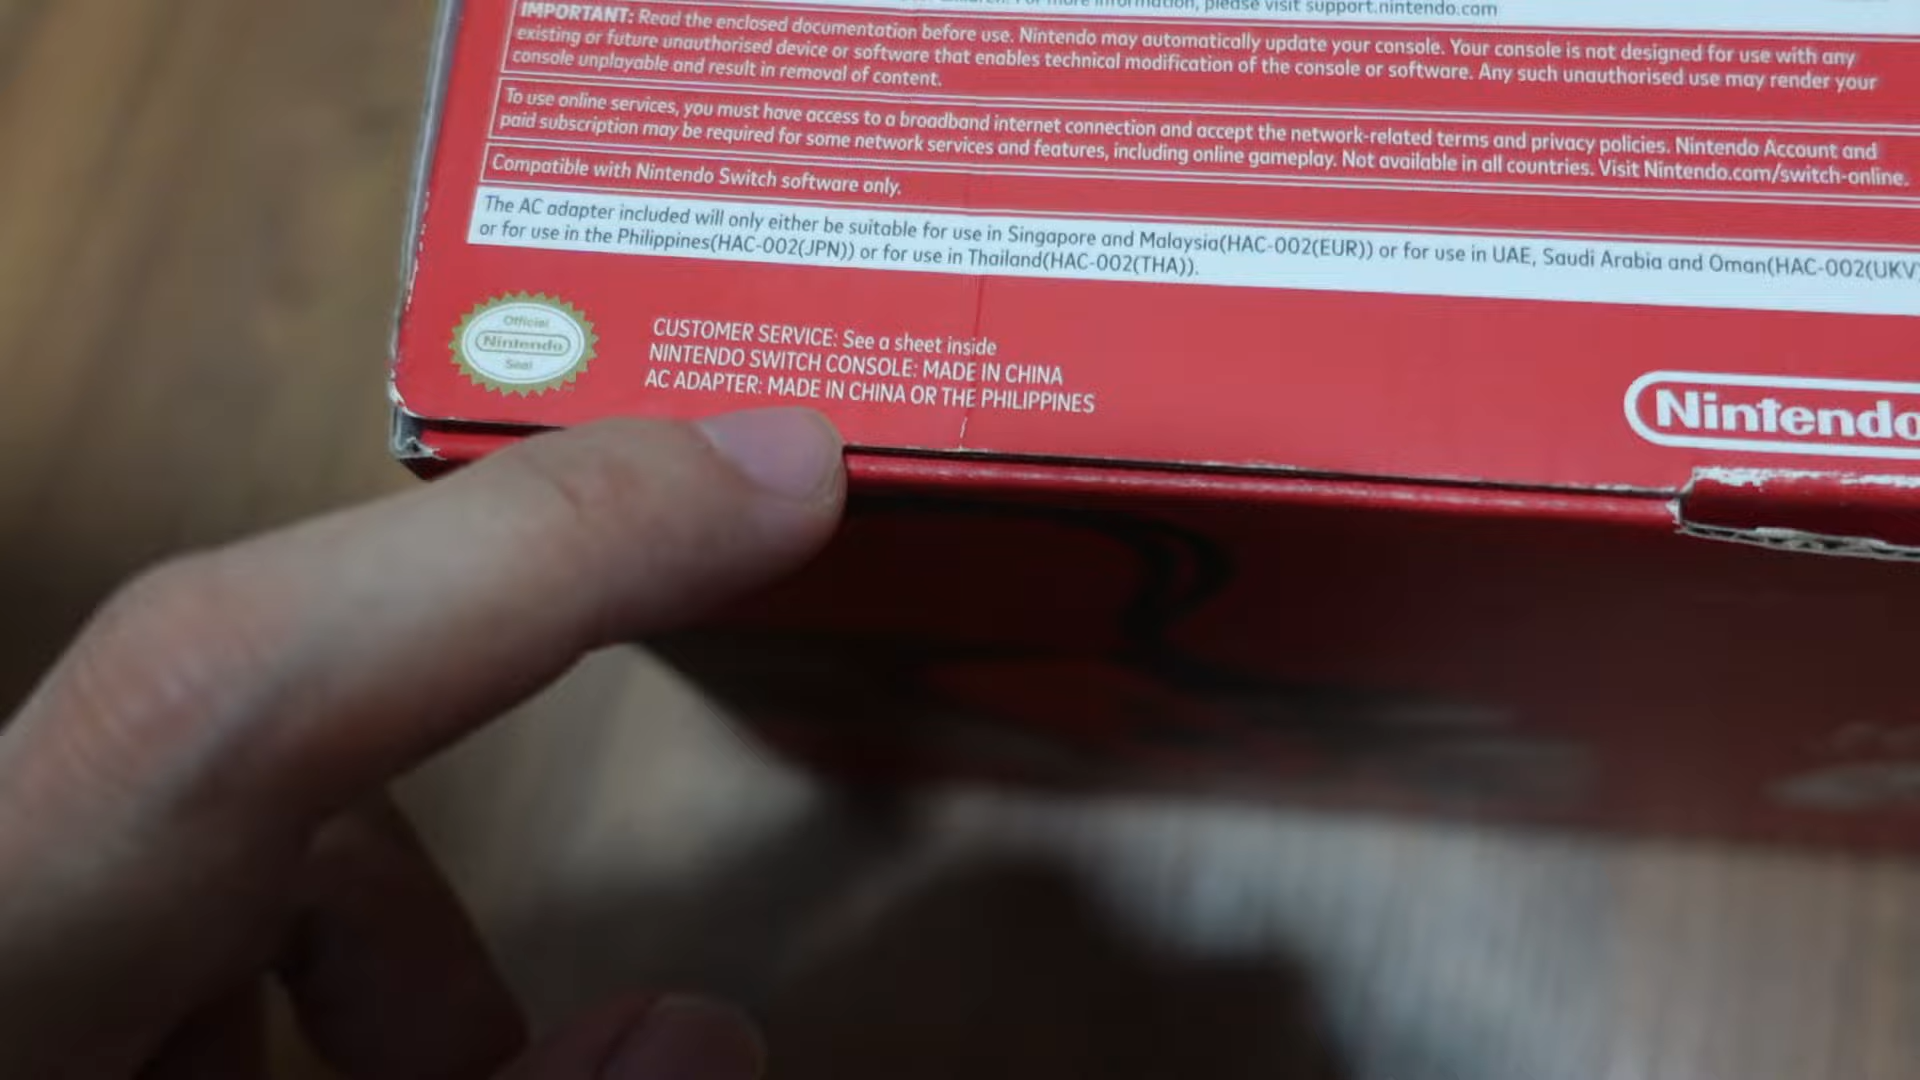 information, please visit support.nintendo.com
IMPORTANT: Read the enclosed documentation before use. Nintendo may automatically update your console. Your console is not designed for use with any
existing or future unauthorised device or software that enables technical modification of the console or software. Any such unauthorised use may render your
console unplayable and result in removal of content.
To use online services, you must have access to a broadband internet connection and accept the network-related terms and privacy policies. Nintendo Account and
paid subscription may be required for some network services and features, including online gameplay. Not available in all countries. Visit Nintendo.com/switch-online.
Compatible with Nintendo Switch software only.
The AC adapter included will only either be suitable for use in Singapore and Malaysia(HAC-002(EUR)) or for use in UAE, Saudi Arabia and Oman(HAC-002(UKV
or for use in the Philippines(HAC-002(JPN)) or for use in Thailand(HAC-002(THA)).
Official
Nintendo
Seal
CUSTOMER SERVICE: See a sheet inside
NINTENDO SWITCH CONSOLE: MADE IN CHINA
AC ADAPTER: MADE IN CHINA OR THE PHILIPPINES
Nintendo